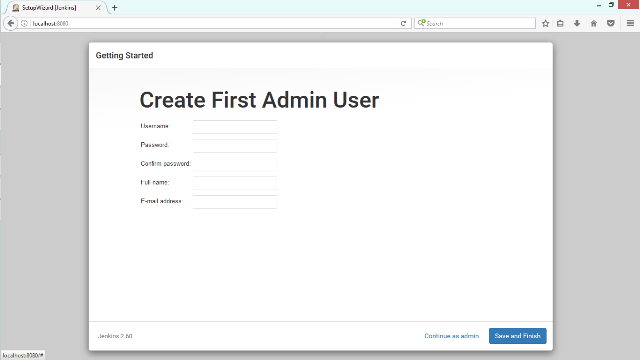 SetupWizard [Jenkins]
localhost:8080
Search
Getting Started
Create First Admin User
Username:
Password:
Confirm password:
Full name:
E-mail address:
Jenkins 2.60
Continue as admin
Save and Finish
localhost:8080/#